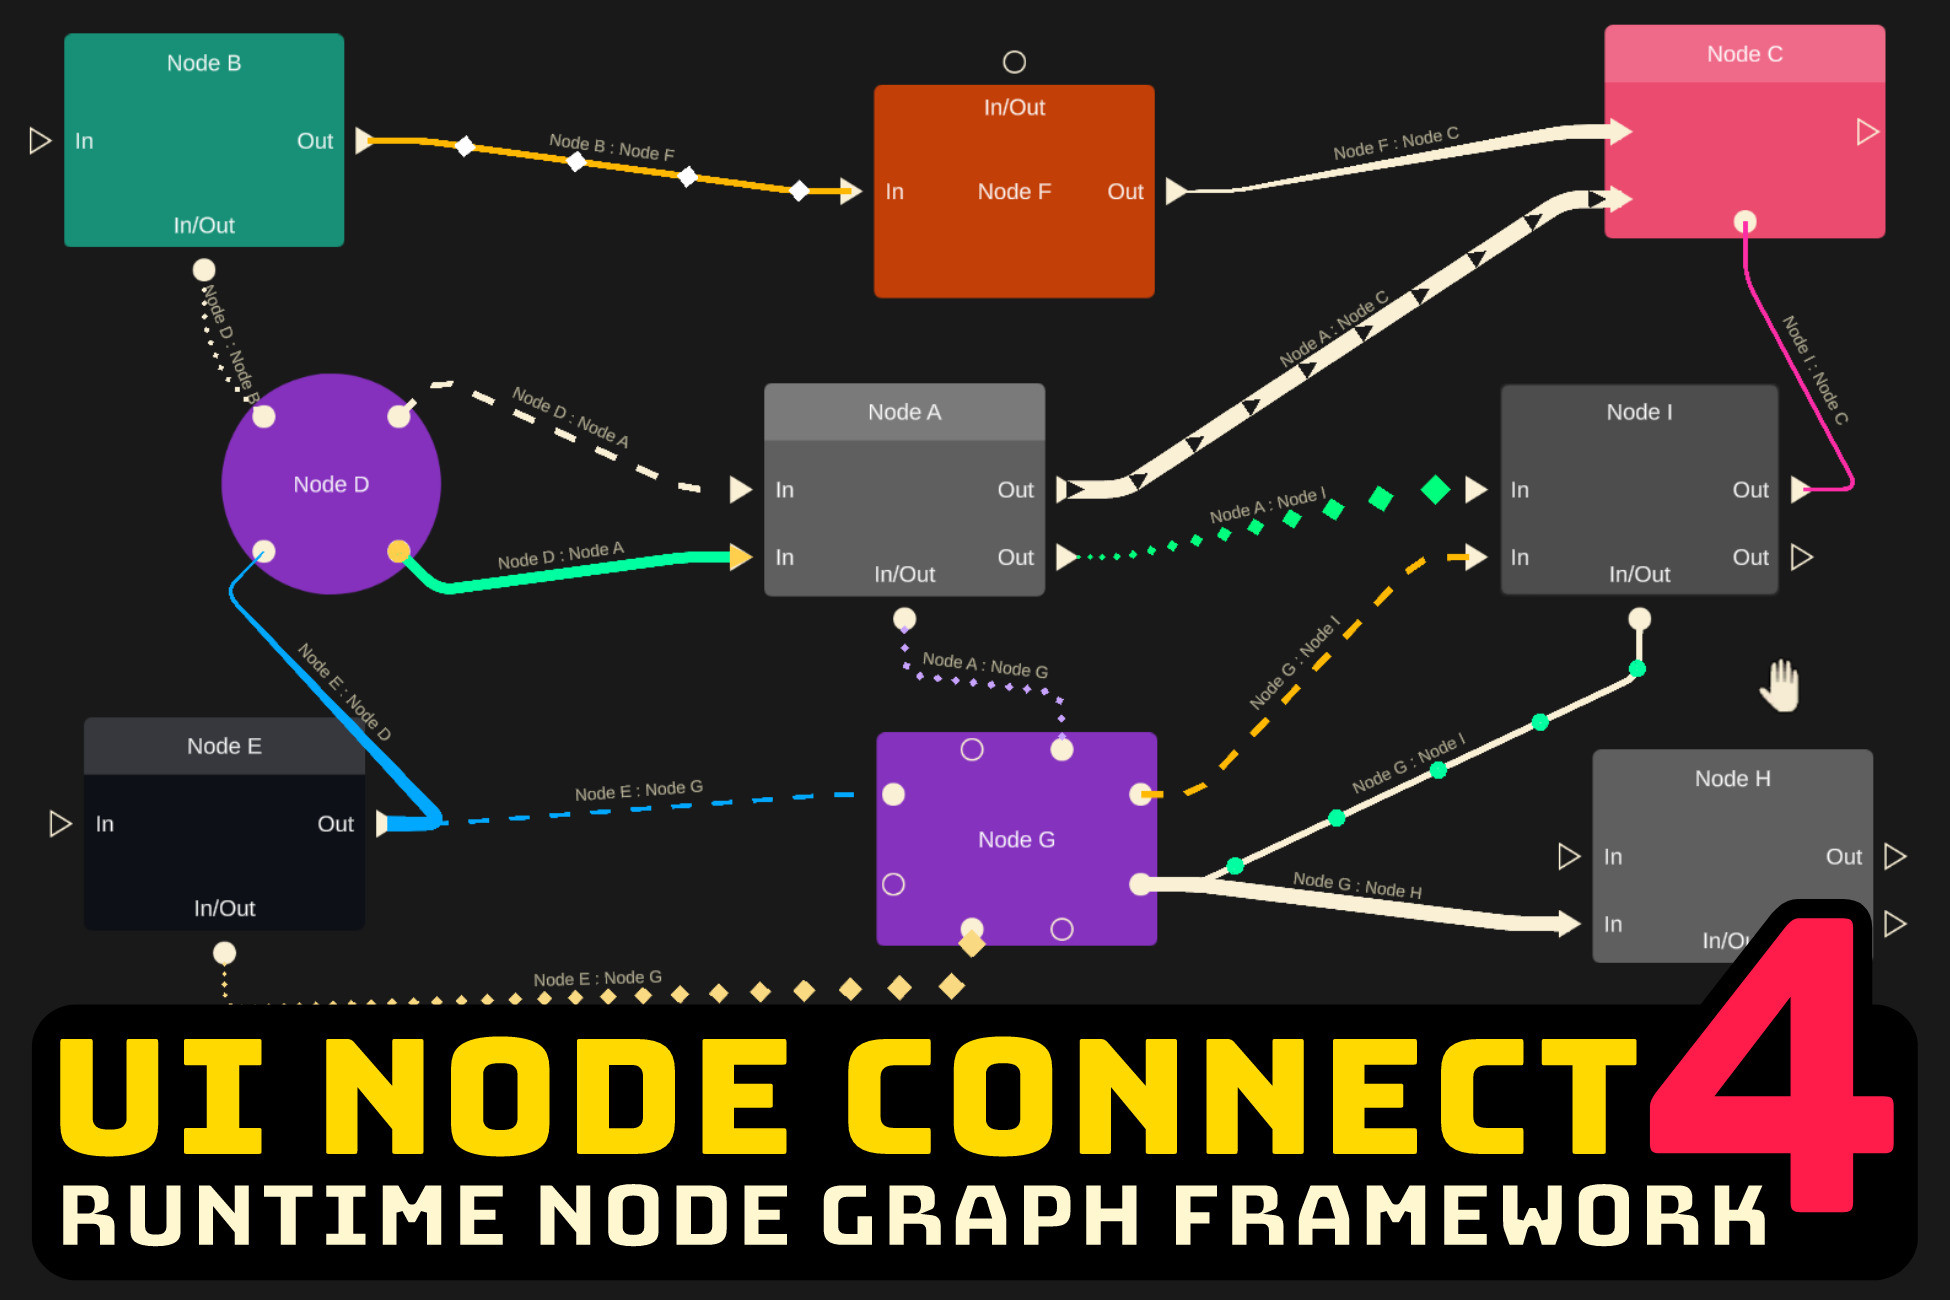 Node B
In
Out
In/Out
Node B : Node F
In/Out
In
Node F
Out
Node F : Node C
Node C
Node D : Node B
Node D
Node D : Node A
Node D : Node A
Node A
In
Out
In
Out
In/Out
Node A : Node C
Node A : Node I
Node I
In
Out
In
Out
In/Out
Node I : Node C
Node E : Node D
Node A : Node G
Node G : Node I
Node E
In
Out
In/Out
Node E : Node G
Node G
Node G : Node I
Node G : Node H
Node H
In
Out
In
In/Ou
Node E : Node G
UI NODE CONNECT 4
RUNTIME NODE GRAPH FRAMEWORK